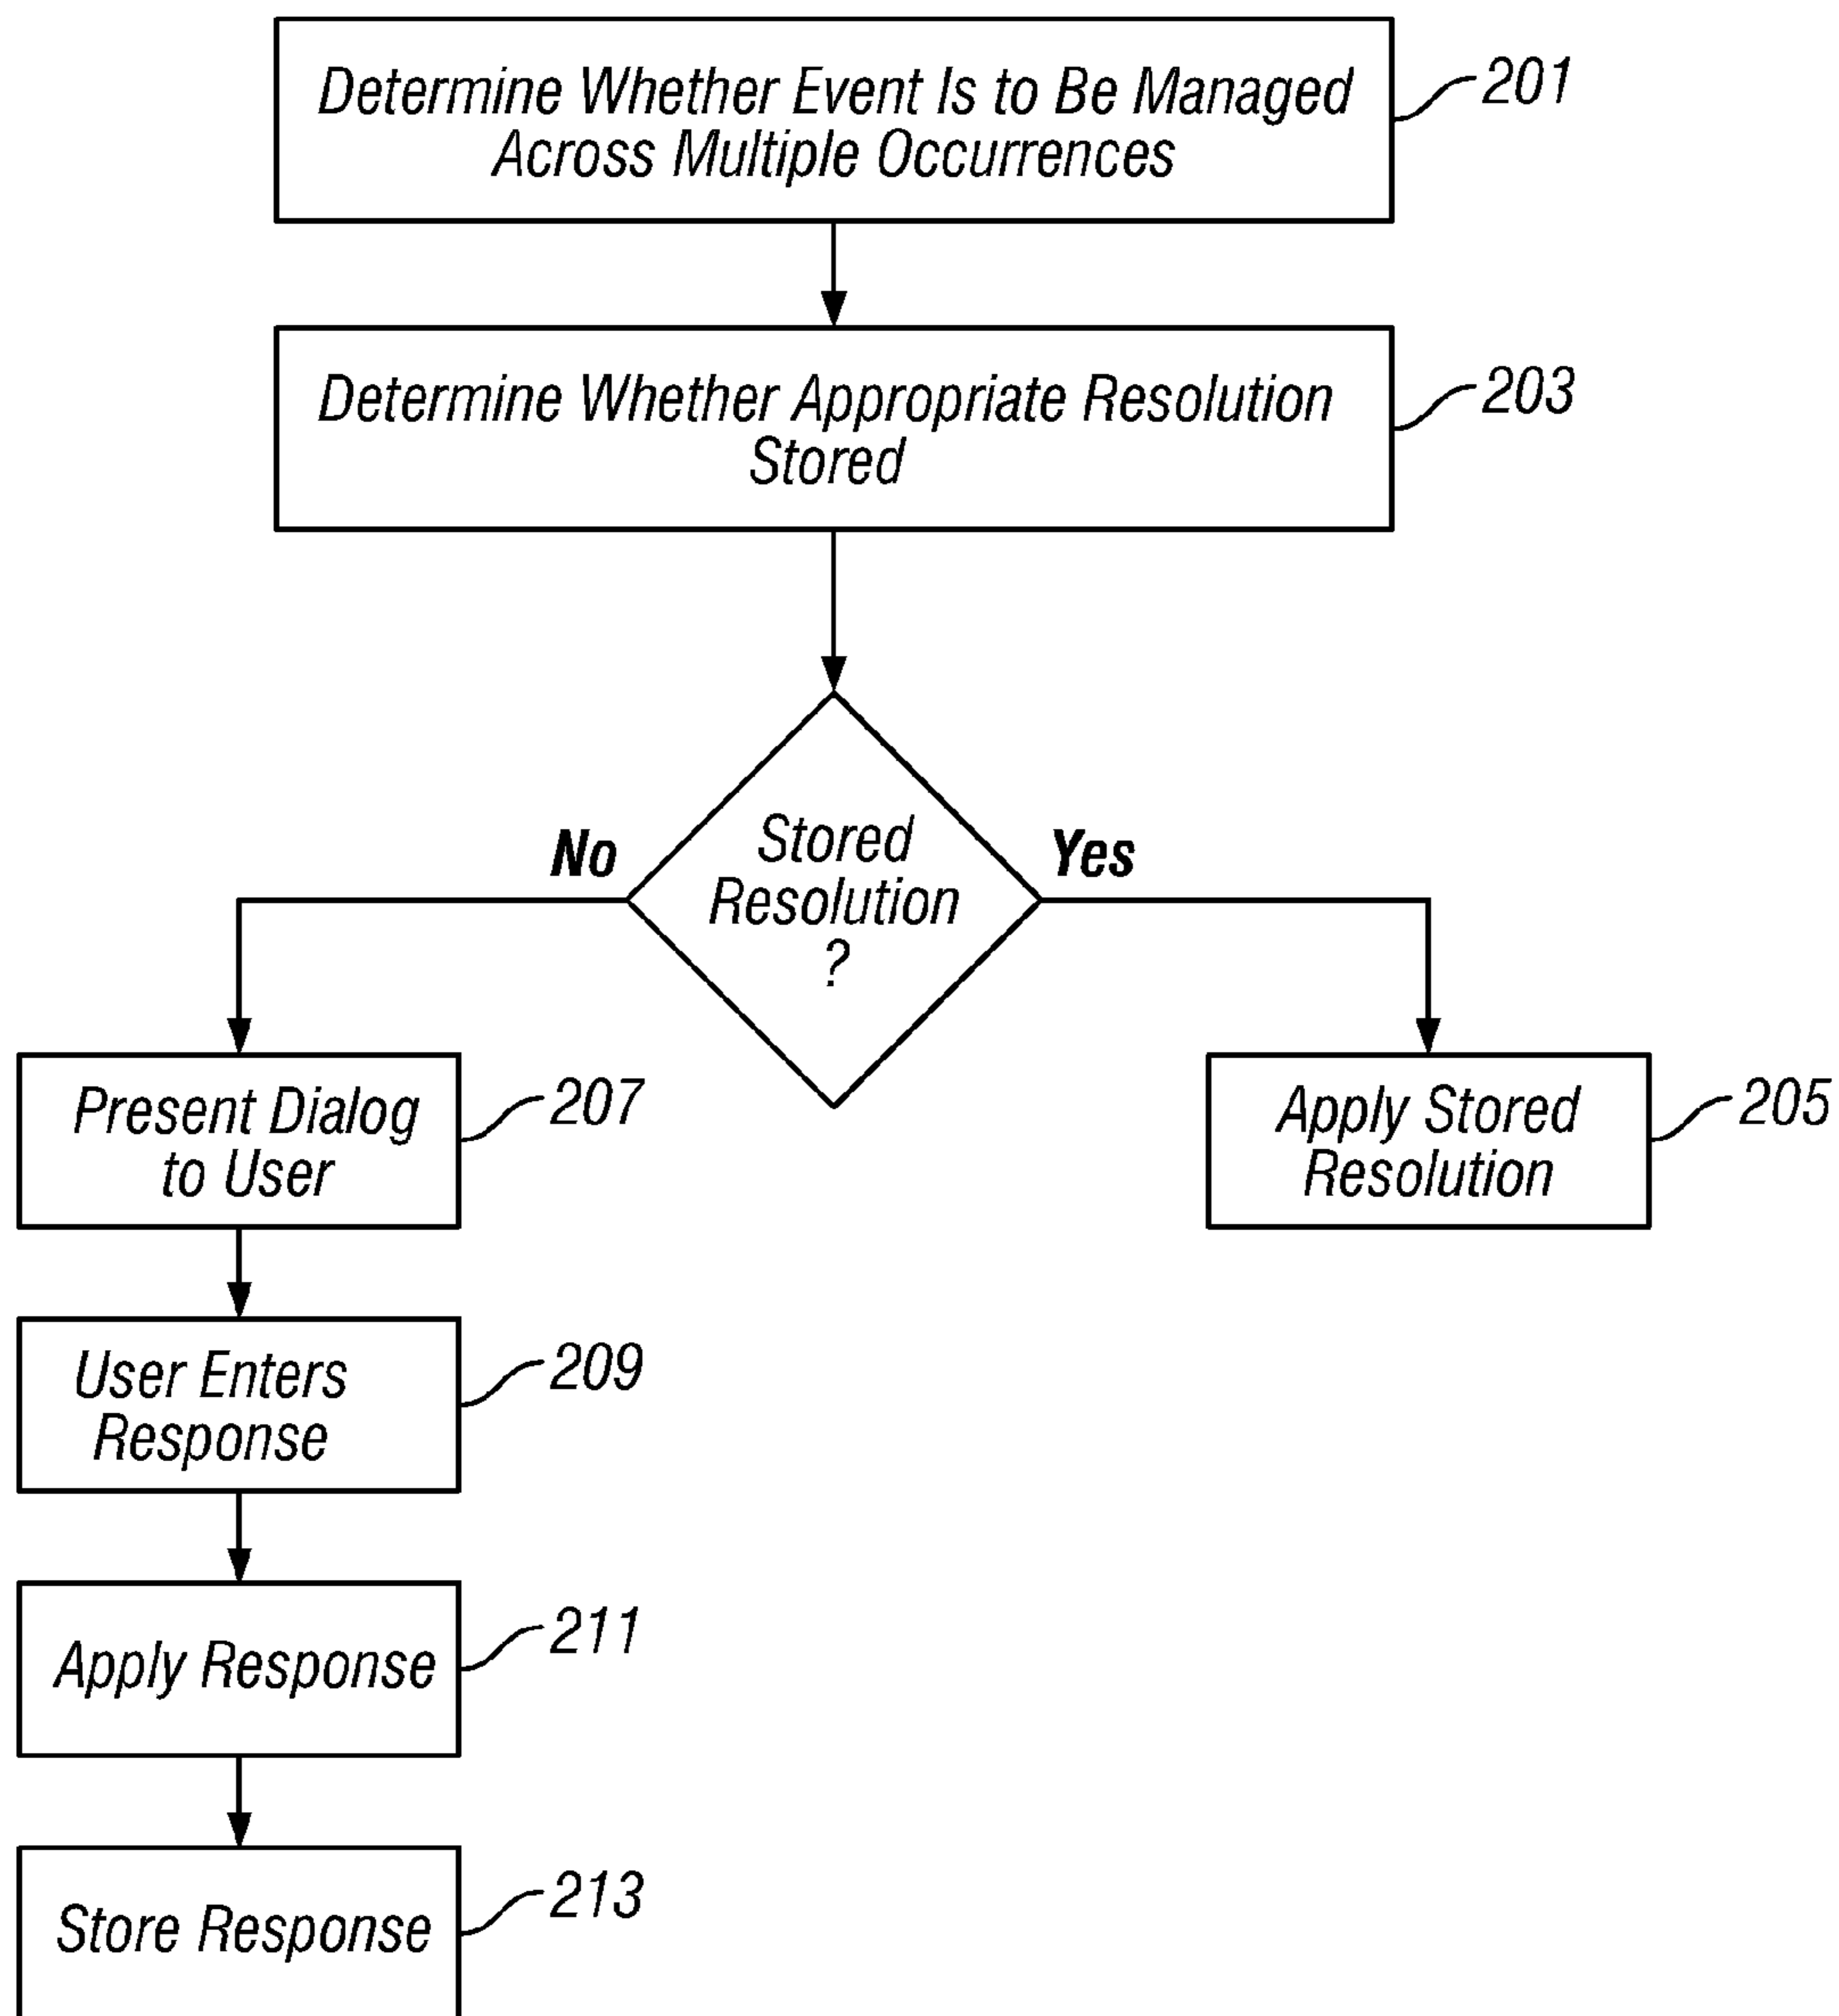 Determine Whether Event Is to Be Managed
Across Multiple Occurrences
201
Determine Whether Appropriate Resolution
Stored
203
Stored
Resolution
?
No
Yes
Present Dialog
to User
207
Apply Stored
Resolution
205
User Enters
Response
209
Apply Response
211
Store Response
213